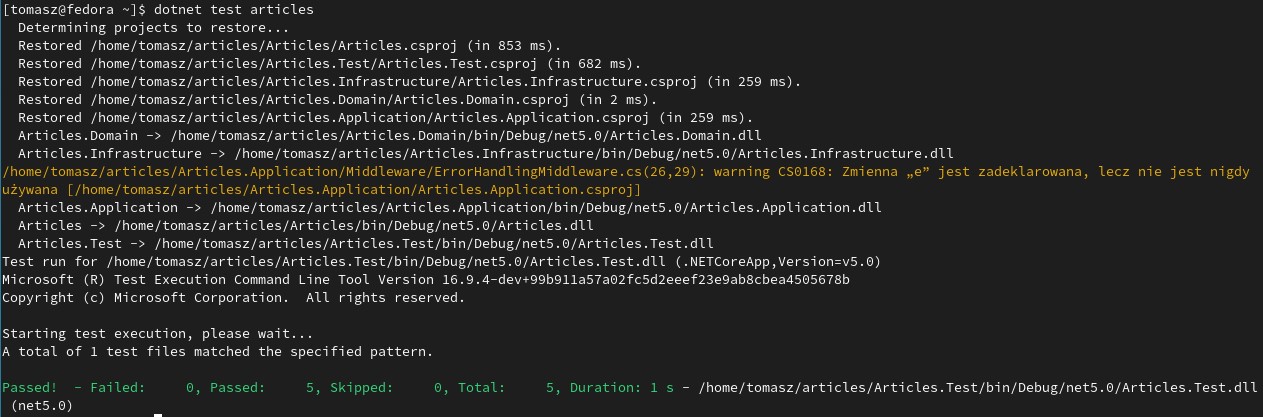 [tomasz@fedora ~]$ dotnet test articles
  Determining projects to restore...
  Restored /home/tomasz/articles/Articles/Articles.csproj (in 853 ms).
  Restored /home/tomasz/articles/Articles.Test/Articles.Test.csproj (in 682 ms).
  Restored /home/tomasz/articles/Articles.Infrastructure/Articles.Infrastructure.csproj (in 259 ms).
  Restored /home/tomasz/articles/Articles.Domain/Articles.Domain.csproj (in 2 ms).
  Restored /home/tomasz/articles/Articles.Application/Articles.Application.csproj (in 259 ms).
  Articles.Domain -> /home/tomasz/articles/Articles.Domain/bin/Debug/net5.0/Articles.Domain.dll
  Articles.Infrastructure -> /home/tomasz/articles/Articles.Infrastructure/bin/Debug/net5.0/Articles.Infrastructure.dll
/home/tomasz/articles/Articles.Application/Middleware/ErrorHandlingMiddleware.cs(26,29): warning CS0168: Zmienna „e” jest zadeklarowana, lecz nie jest nigdy
używana [/home/tomasz/articles/Articles.Application/Articles.Application.csproj]
  Articles.Application -> /home/tomasz/articles/Articles.Application/bin/Debug/net5.0/Articles.Application.dll
  Articles -> /home/tomasz/articles/Articles/bin/Debug/net5.0/Articles.dll
  Articles.Test -> /home/tomasz/articles/Articles.Test/bin/Debug/net5.0/Articles.Test.dll
Test run for /home/tomasz/articles/Articles.Test/bin/Debug/net5.0/Articles.Test.dll (.NETCoreApp,Version=v5.0)
Microsoft (R) Test Execution Command Line Tool Version 16.9.4-dev+99b911a57a02fc5d2eeef23e9ab8cbea4505678b
Copyright (c) Microsoft Corporation.  All rights reserved.

Starting test execution, please wait...
A total of 1 test files matched the specified pattern.

Passed!  - Failed:     0, Passed:     5, Skipped:     0, Total:     5, Duration: 1 s - /home/tomasz/articles/Articles.Test/bin/Debug/net5.0/Articles.Test.dll
 (net5.0)